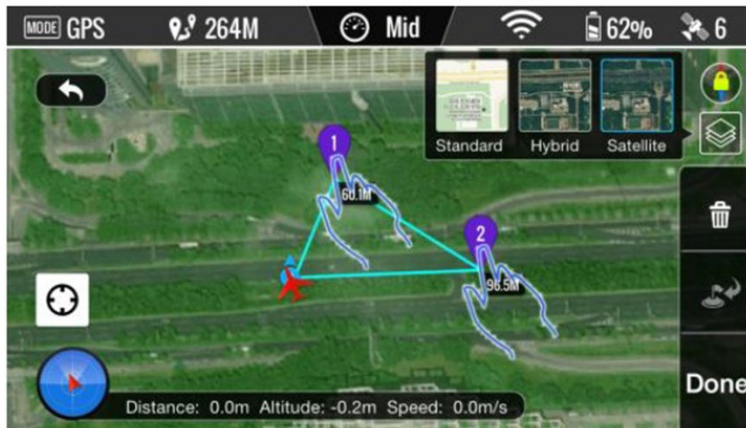 MODE GPS 264M Mid 62% 6
Standard Hybrid Satellite
1
60.1M
2
96.5M
Done
Distance: 0.0m Altitude: -0.2m Speed: 0.0m/s